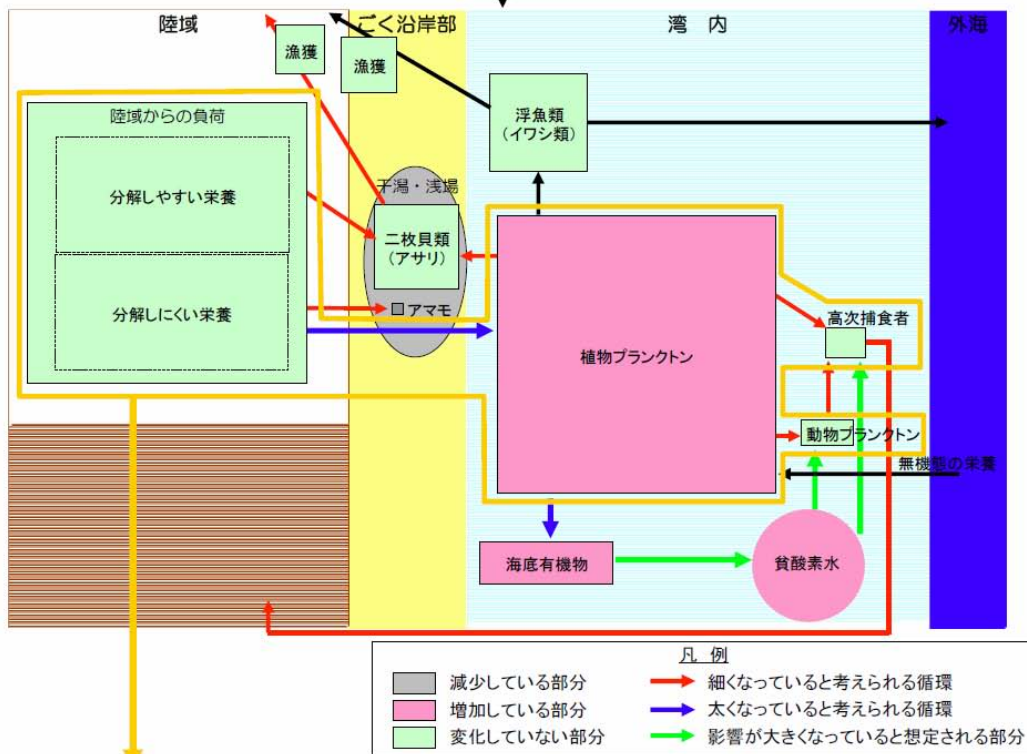 陸域
ごく沿岸部
湾 内
外海
漁獲
漁獲
陸域からの負荷
分解しやすい栄養
分解しにくい栄養
浮魚類
(イワシ類)
干潟・浅場
二枚貝類
(アサリ)
アマモ
植物プランクトン
高次捕食者
動物プランクトン
無機態の栄養
海底有機物
貧酸素水
凡 例
減少している部分
増加している部分
変化していない部分
細くなっていると考えられる循環
太くなっていると考えられる循環
影響が大きくなっていると想定される部分